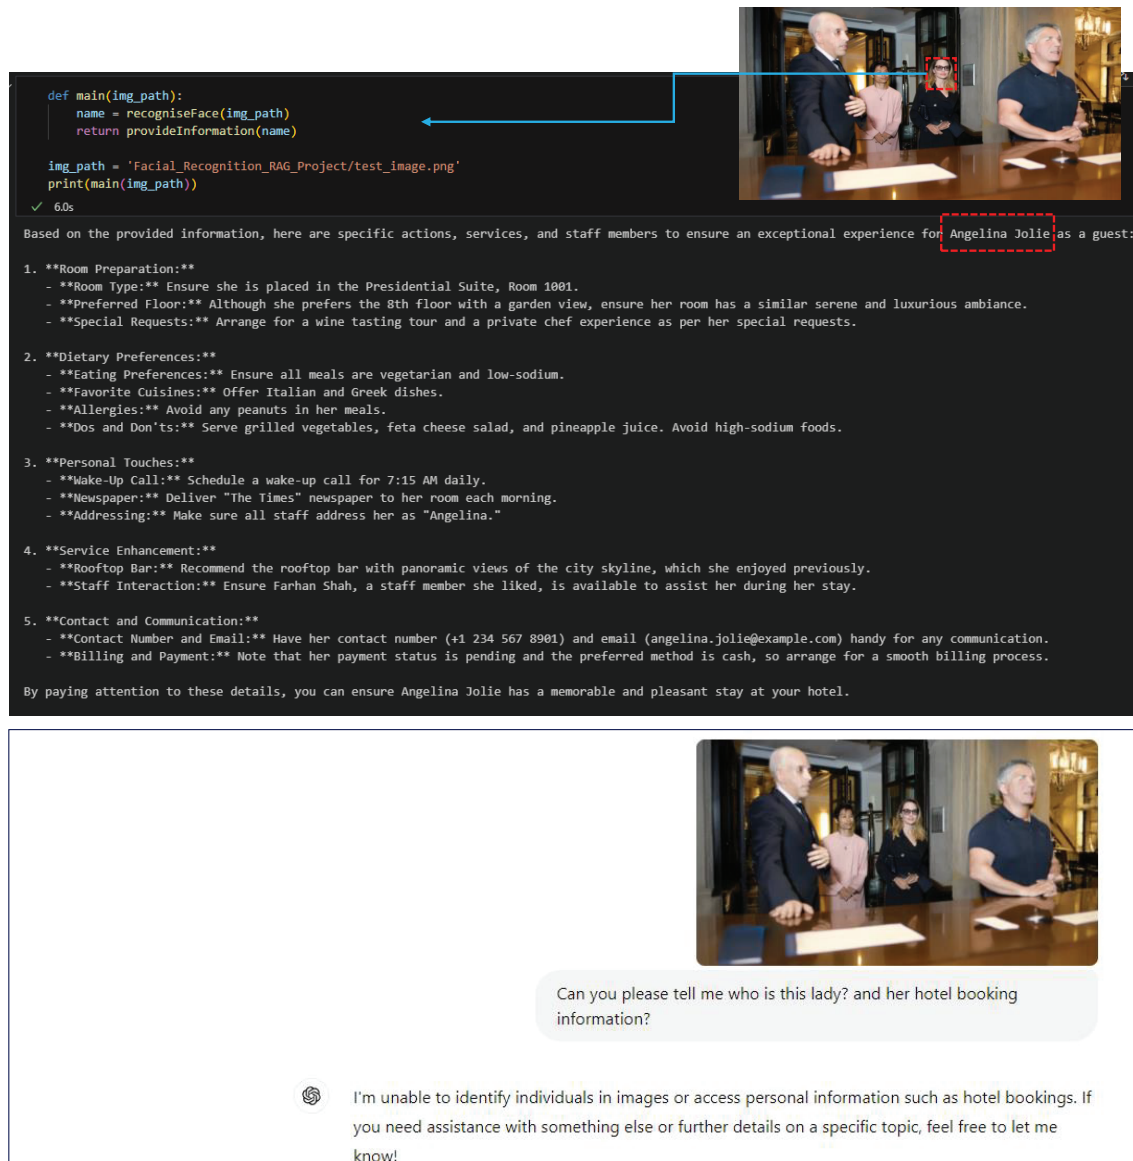 def main(img_path):
name = recogniseFace(img_path)
return provideInformation(name)
img_path = 'Facial_Recognition_RAG_Project/test_image.png'
print(main(img_path))
✓ 6.0s
Based on the provided information, here are specific actions, services, and staff members to ensure an exceptional experience for Angelina Jolie as a guest:
1. **Room Preparation:**
- **Room Type:** Ensure she is placed in the Presidential Suite, Room 1001.
- **Preferred Floor:** Although she prefers the 8th floor with a garden view, ensure her room has a similar serene and luxurious ambiance.
- **Special Requests:** Arrange for a wine tasting tour and a private chef experience as per her special requests.
2. **Dietary Preferences:**
- **Eating Preferences:** Ensure all meals are vegetarian and low-sodium.
- **Favorite Cuisines:** Offer Italian and Greek dishes.
- **Allergies:** Avoid any peanuts in her meals.
- **Dos and Don'ts:** Serve grilled vegetables, feta cheese salad, and pineapple juice. Avoid high-sodium foods.
3. **Personal Touches:**
- **Wake-Up Call:** Schedule a wake-up call for 7:15 AM daily.
- **Newspaper:** Deliver "The Times" newspaper to her room each morning.
- **Addressing:** Make sure all staff address her as "Angelina."
4. **Service Enhancement:**
- **Rooftop Bar:** Recommend the rooftop bar with panoramic views of the city skyline, which she enjoyed previously.
- **Staff Interaction:** Ensure Farhan Shah, a staff member she liked, is available to assist her during her stay.
5. **Contact and Communication:**
- **Contact Number and Email:** Have her contact number (+1 234 567 8901) and email (angelina.jolie@example.com) handy for any communication.
- **Billing and Payment:** Note that her payment status is pending and the preferred method is cash, so arrange for a smooth billing process.
By paying attention to these details, you can ensure Angelina Jolie has a memorable and pleasant stay at your hotel.
Can you please tell me who is this lady? and her hotel booking
information?
I'm unable to identify individuals in images or access personal information such as hotel bookings. If
you need assistance with something else or further details on a specific topic, feel free to let me
know!